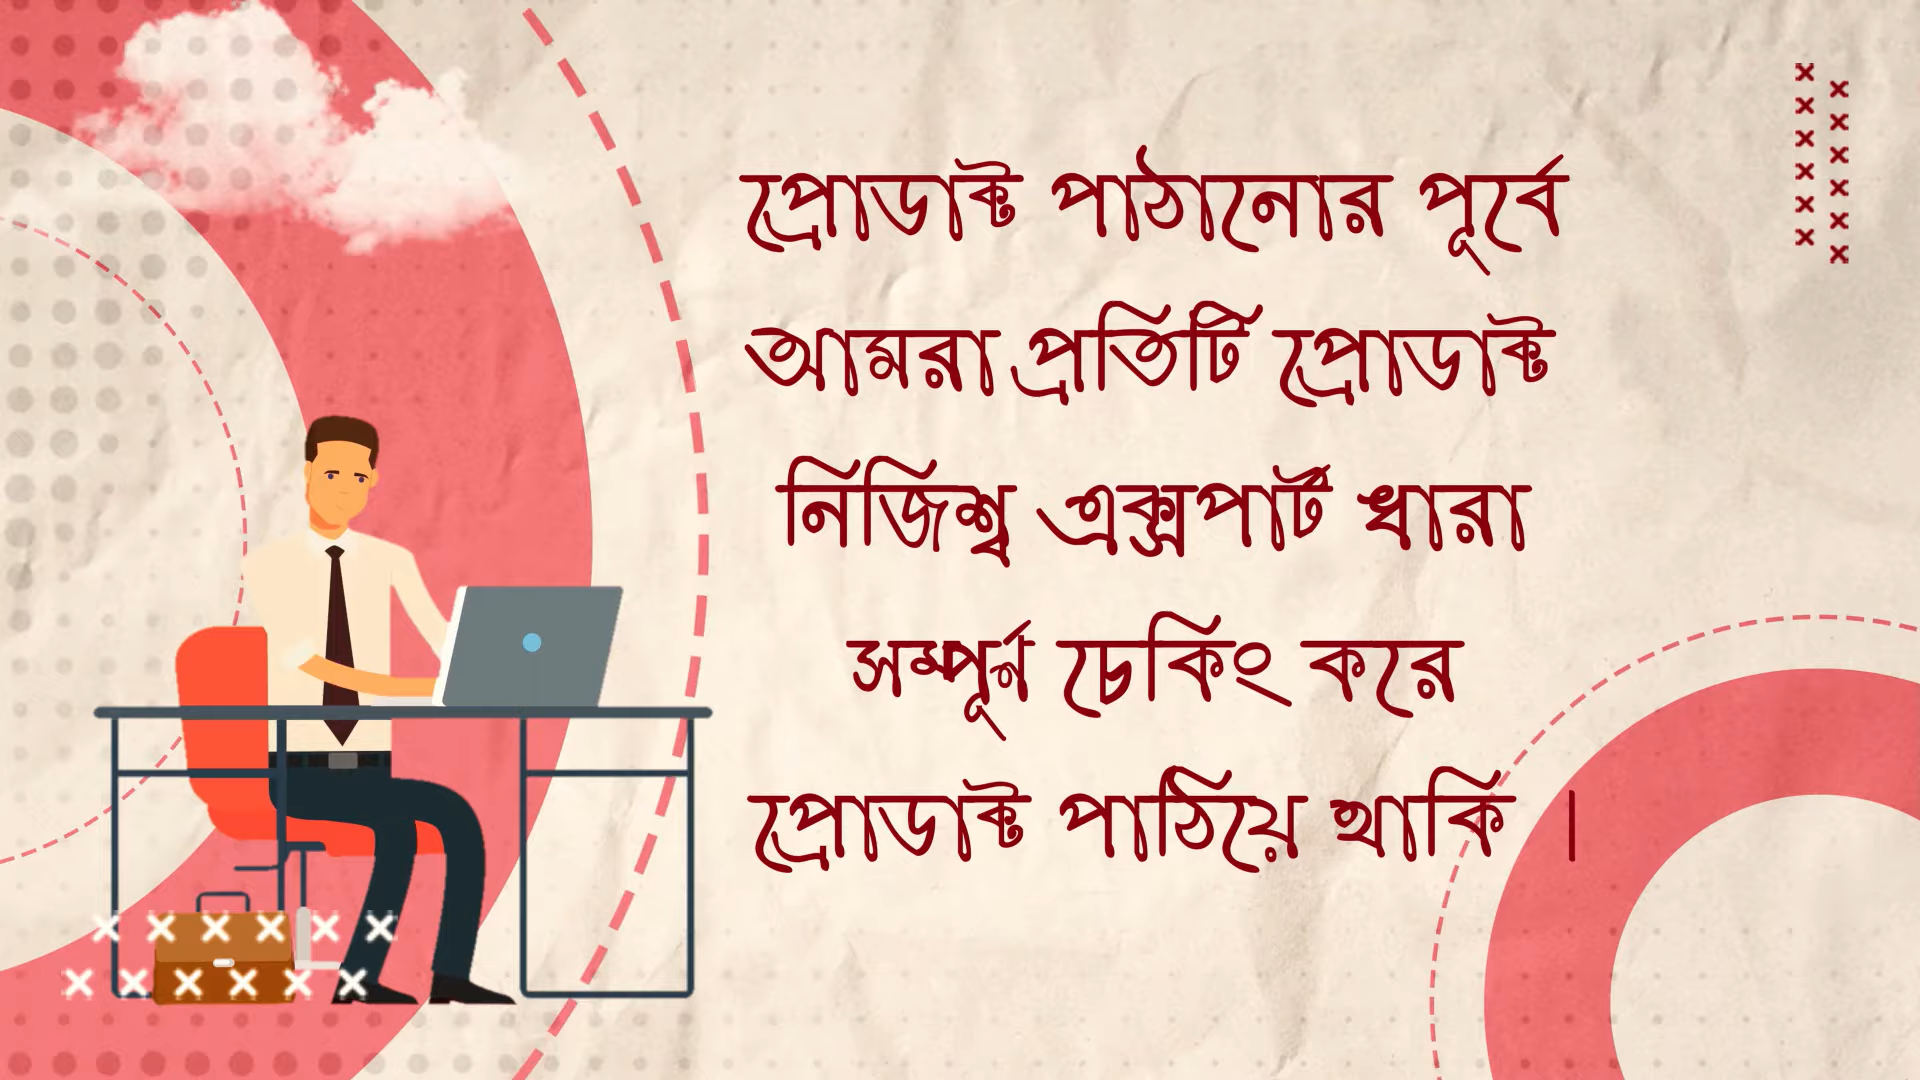 প্রোডাক্ট পাঠানোর পূর্বে
আমরা প্রতিটি প্রোডাক্ট
নিজিশ্ব এক্সপার্ট ধারা
সম্পূর্ণ চেকিং করে
প্রোডাক্ট পাঠিয়ে থাকি ।